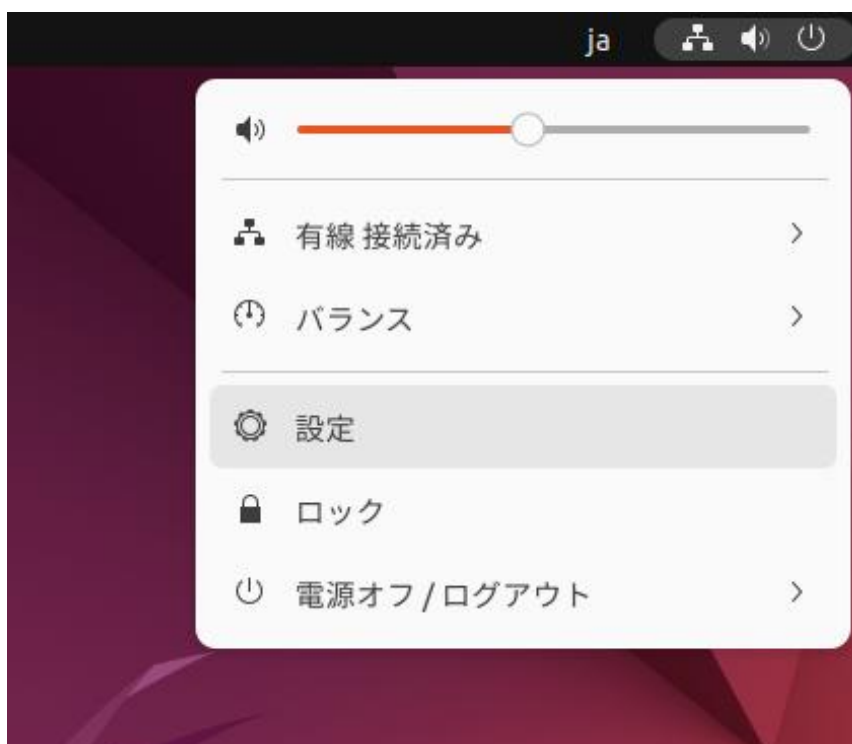 ja
有線 接続済み
バランス
設定
ロック
電源オフ / ログアウト